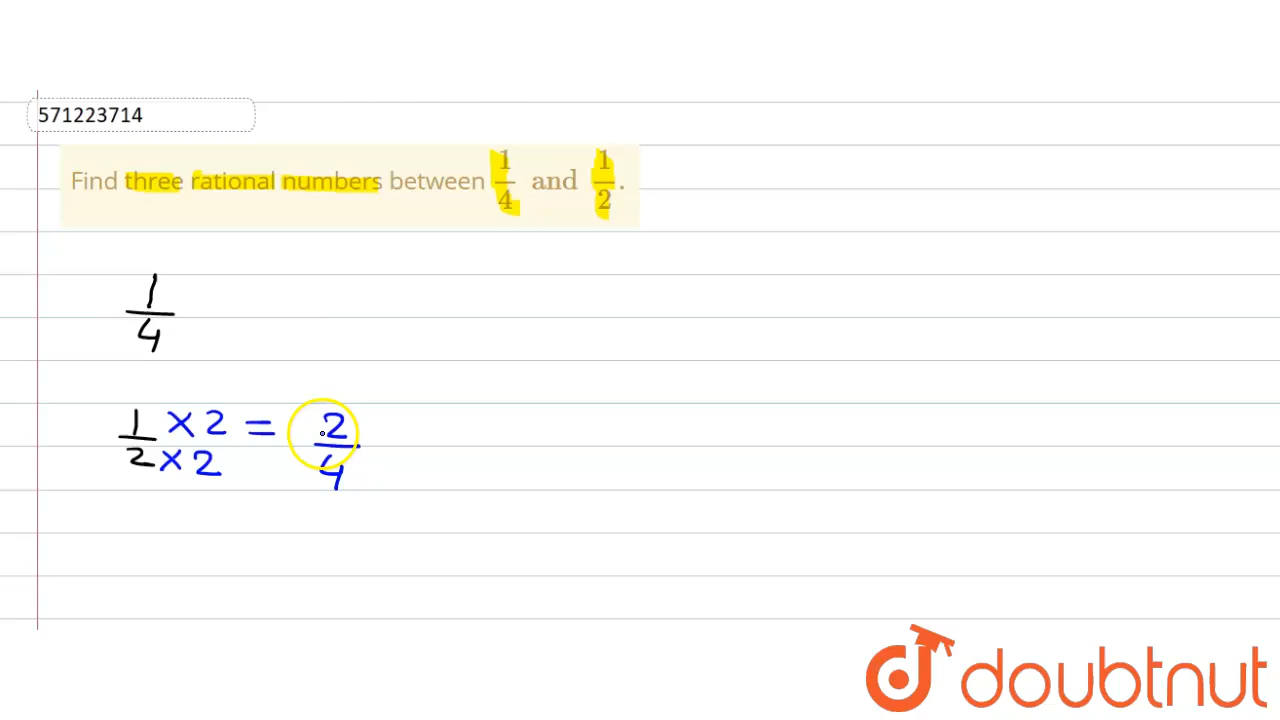 571223714
Find three rational numbers between 1/4 and 1/2.
1/4
1/2 × 2/2 = 2/4
doubtnut